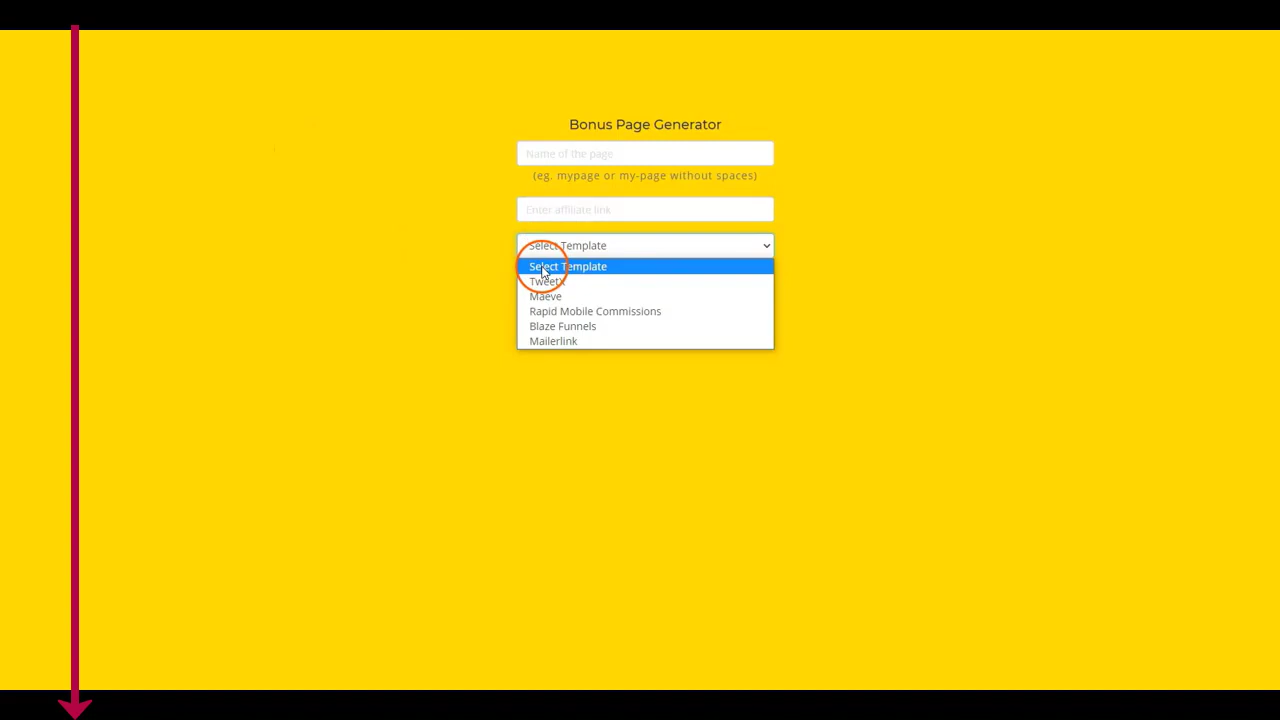 Bonus Page Generator
Name of the page
(eg. mypage or my-page without spaces)
Enter affiliate link
Select Template
Select Template
TweetX
Maeve
Rapid Mobile Commissions
Blaze Funnels
Mailerlink